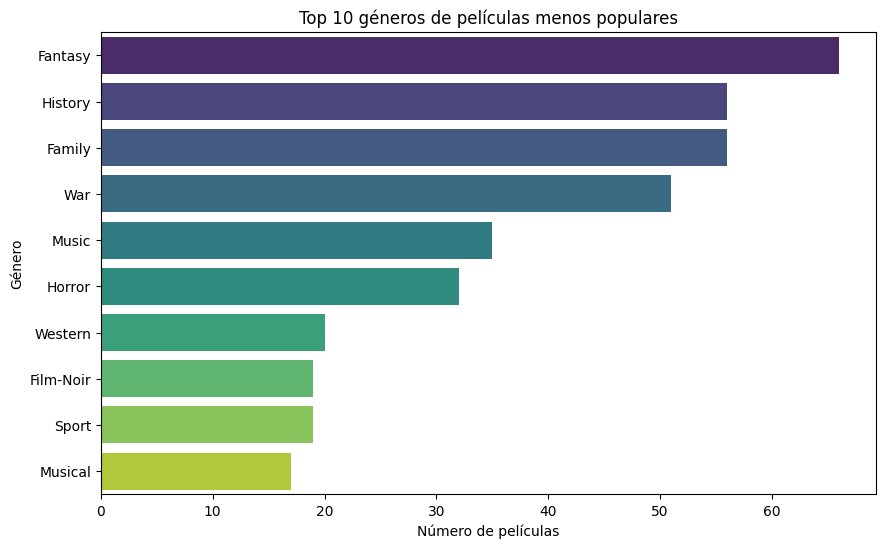 Top 10 géneros de películas menos populares
Género
Fantasy
History
Family
War
Music
Horror
Western
Film-Noir
Sport
Musical
0 10 20 30 40 50 60
Número de películas